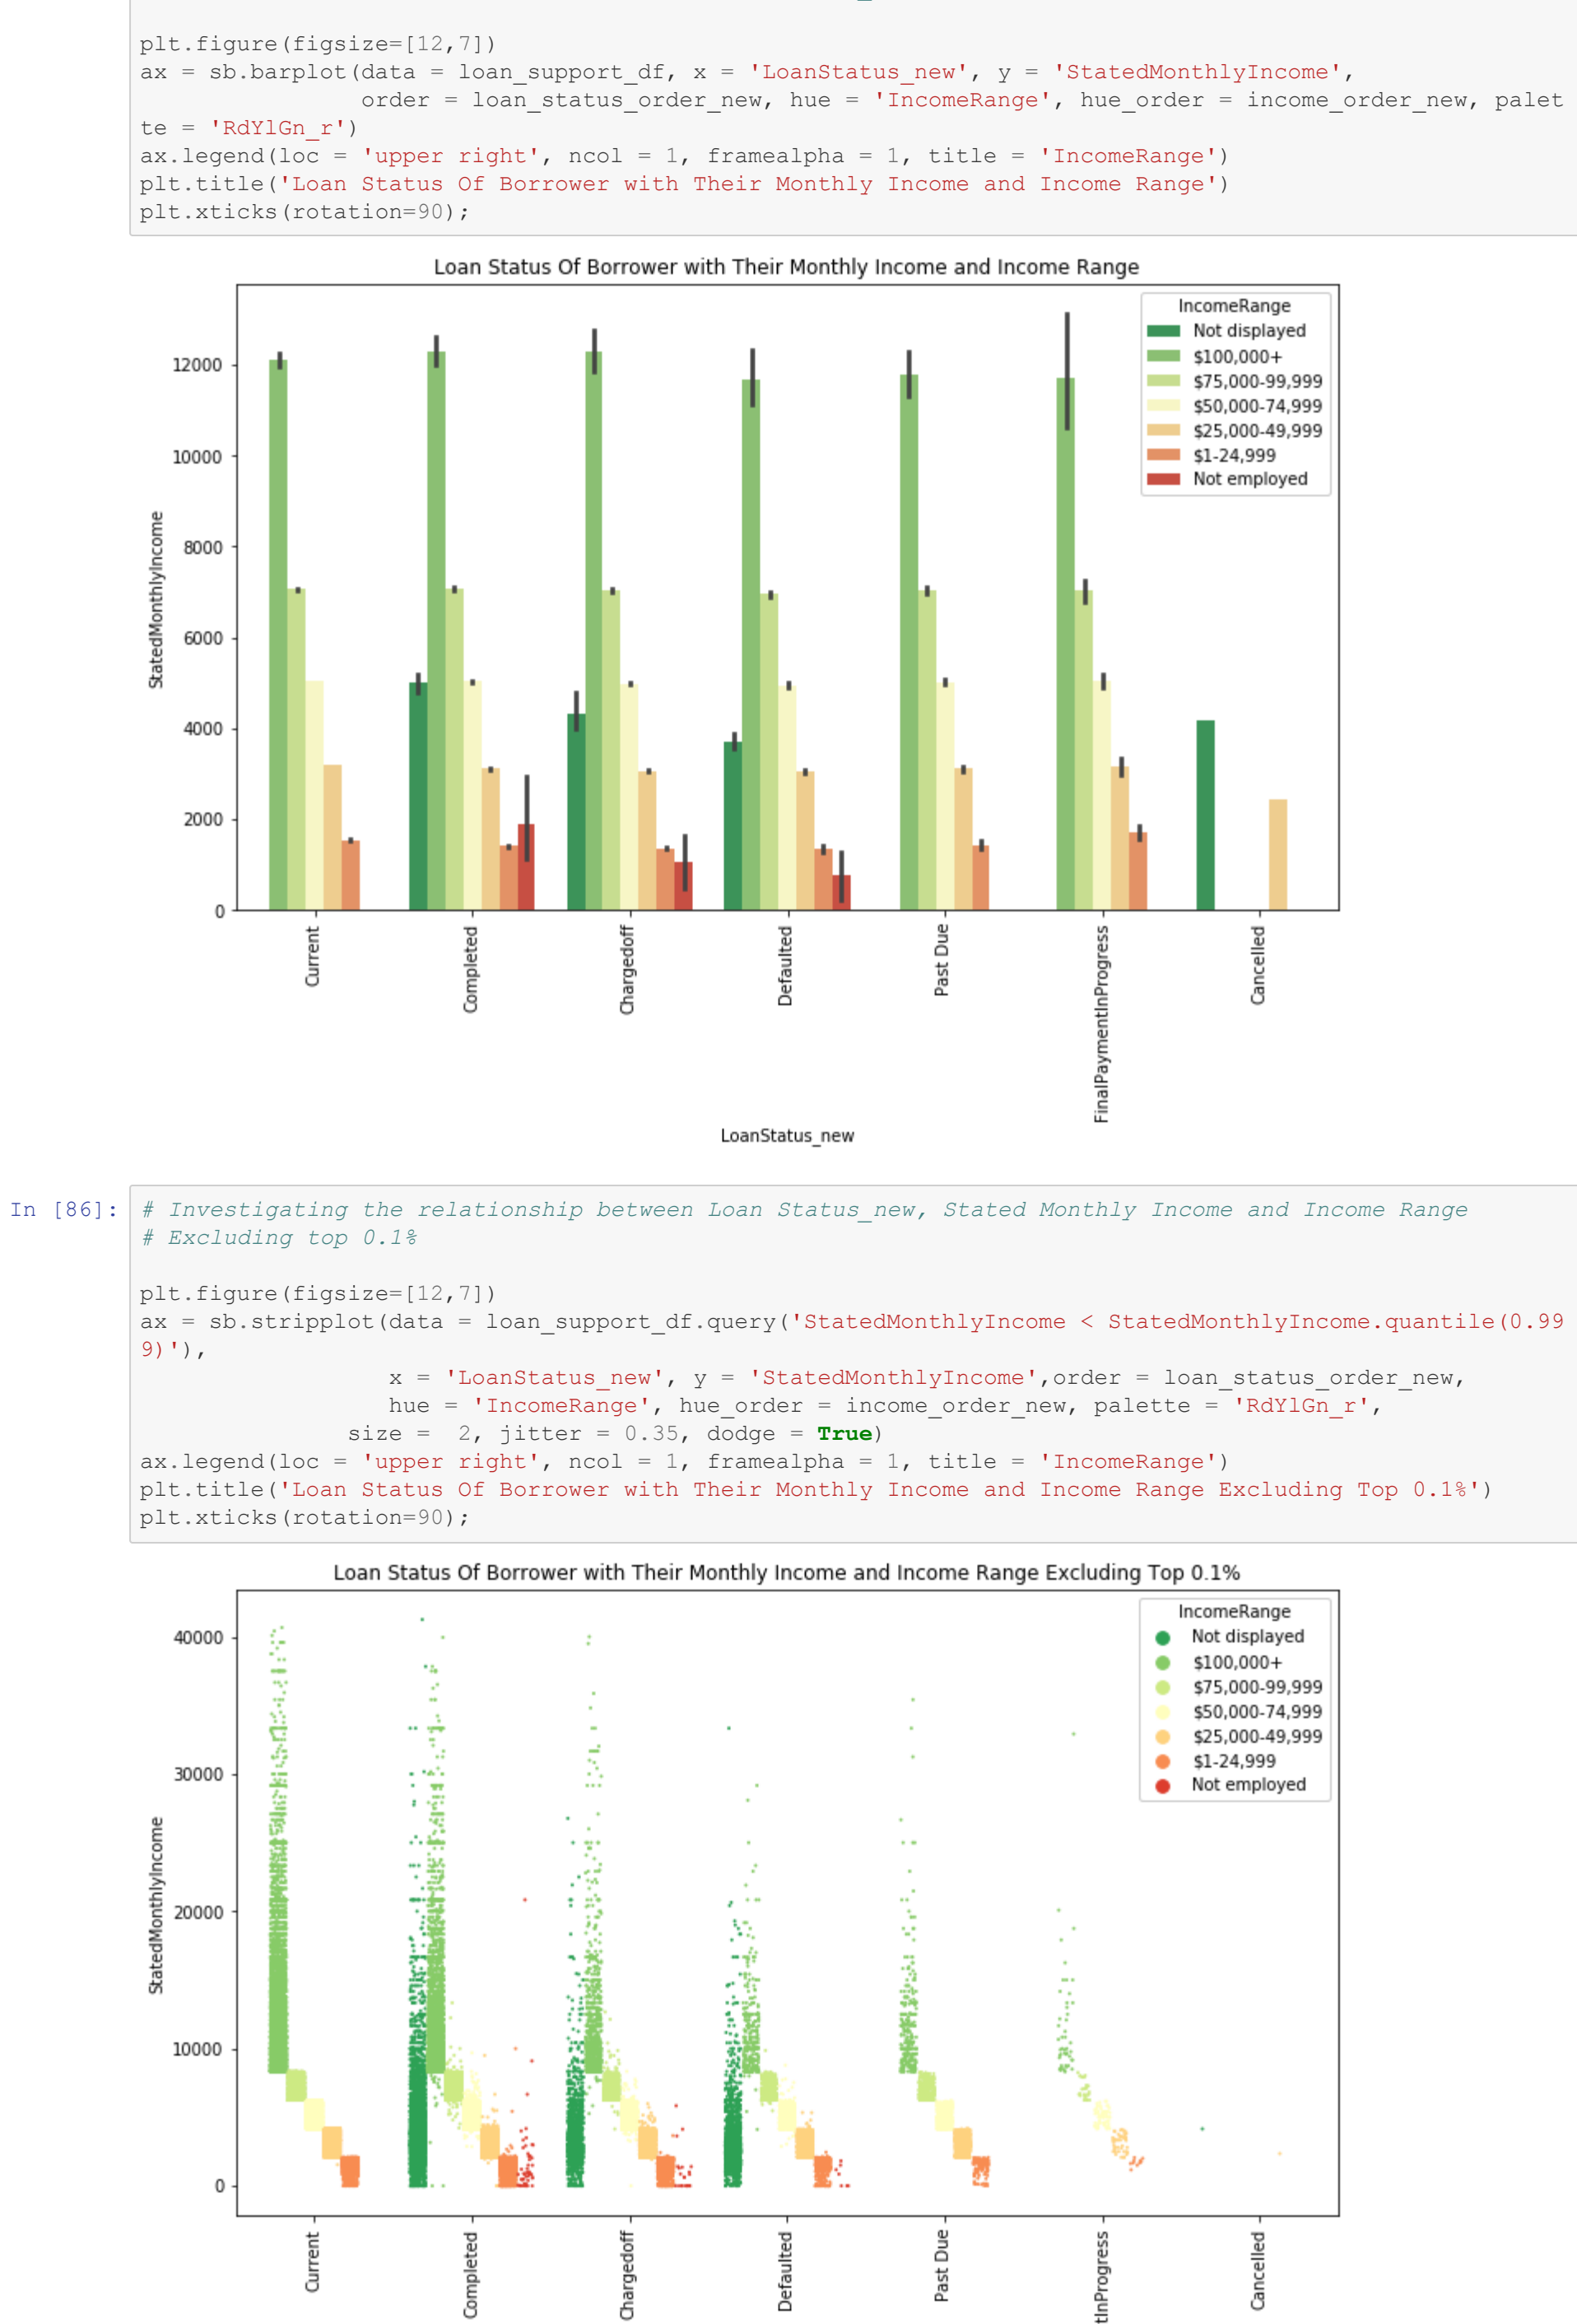 plt.figure(figsize=[12,7])
ax = sb.barplot(data = loan_support_df, x = 'LoanStatus_new', y = 'StatedMonthlyIncome',
order = loan_status_order_new, hue = 'IncomeRange', hue_order = income_order_new, palet
te = 'RdYlGn_r')
ax.legend(loc = 'upper right', ncol = 1, framealpha = 1, title = 'IncomeRange')
plt.title('Loan Status Of Borrower with Their Monthly Income and Income Range')
plt.xticks(rotation=90);
Loan Status Of Borrower with Their Monthly Income and Income Range
IncomeRange
Not displayed
$100,000+
$75,000-99,999
$50,000-74,999
$25,000-49,999
$1-24,999
Not employed
12000
10000
8000
6000
4000
2000
0
StatedMonthlyIncome
Current
Completed
Chargedoff
Defaulted
Past Due
FinalPaymentInProgress
Cancelled
LoanStatus_new
In [86]:
# Investigating the relationship between Loan Status_new, Stated Monthly Income and Income Range
# Excluding top 0.1%
plt.figure(figsize=[12,7])
ax = sb.stripplot(data = loan_support_df.query('StatedMonthlyIncome < StatedMonthlyIncome.quantile(0.99
9)'),
x = 'LoanStatus_new', y = 'StatedMonthlyIncome',order = loan_status_order_new,
hue = 'IncomeRange', hue_order = income_order_new, palette = 'RdYlGn_r',
size =  2, jitter = 0.35, dodge = True)
ax.legend(loc = 'upper right', ncol = 1, framealpha = 1, title = 'IncomeRange')
plt.title('Loan Status Of Borrower with Their Monthly Income and Income Range Excluding Top 0.1%')
plt.xticks(rotation=90);
Loan Status Of Borrower with Their Monthly Income and Income Range Excluding Top 0.1%
IncomeRange
Not displayed
$100,000+
$75,000-99,999
$50,000-74,999
$25,000-49,999
$1-24,999
Not employed
40000
30000
20000
10000
0
StatedMonthlyIncome
Current
Completed
Chargedoff
Defaulted
Past Due
tInProgress
Cancelled